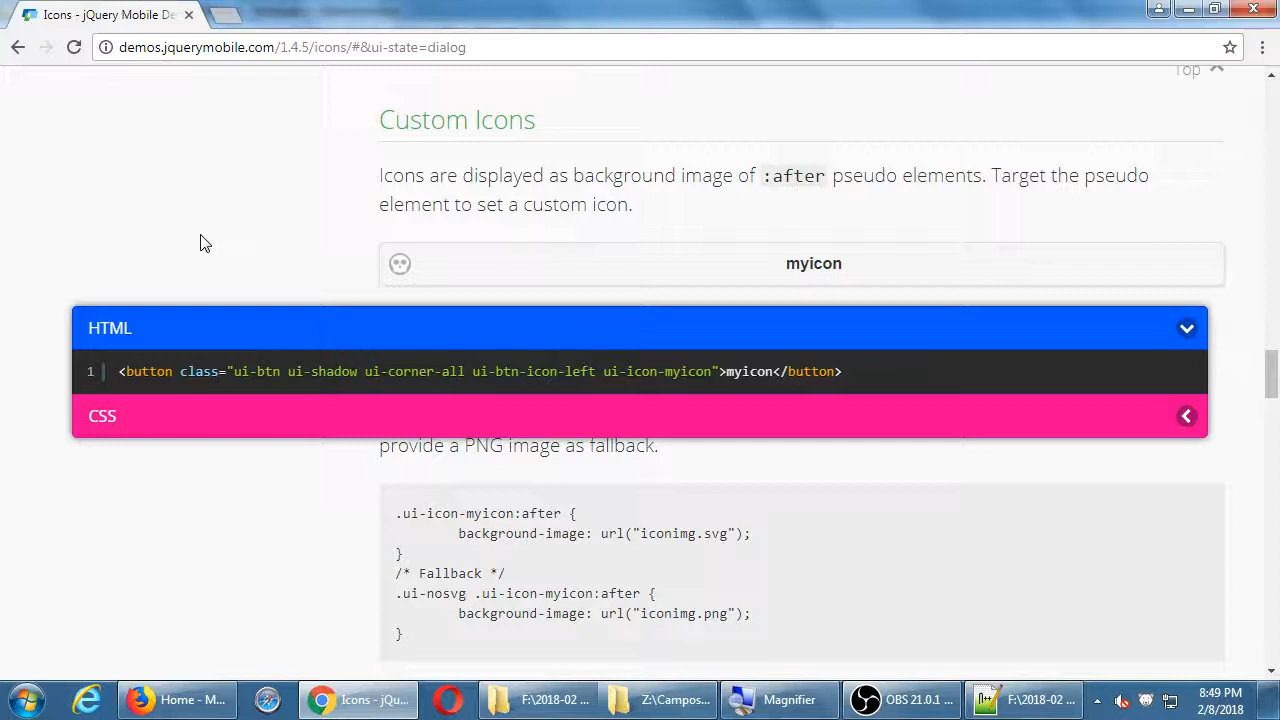 Icons - jQuery Mobile De
demos.jquerymobile.com/1.4.5/icons/#&ui-state=dialog
Top
Custom Icons
Icons are displayed as background image of :after pseudo elements. Target the pseudo
element to set a custom icon.
myicon
HTML
1 <button class="ui-btn ui-shadow ui-corner-all ui-btn-icon-left ui-icon-myicon">myicon</button>
CSS
provide a PNG image as fallback.
.ui-icon-myicon:after {
background-image: url("iconimg.svg");
}
/* Fallback */
.ui-nosvg .ui-icon-myicon:after {
background-image: url("iconimg.png");
}
Home - M...
Icons - jQu...
F:\2018-02 ...
Z:\Campos...
Magnifier
OBS 21.0.1 ...
F:\2018-02 ...
8:49 PM
2/8/2018